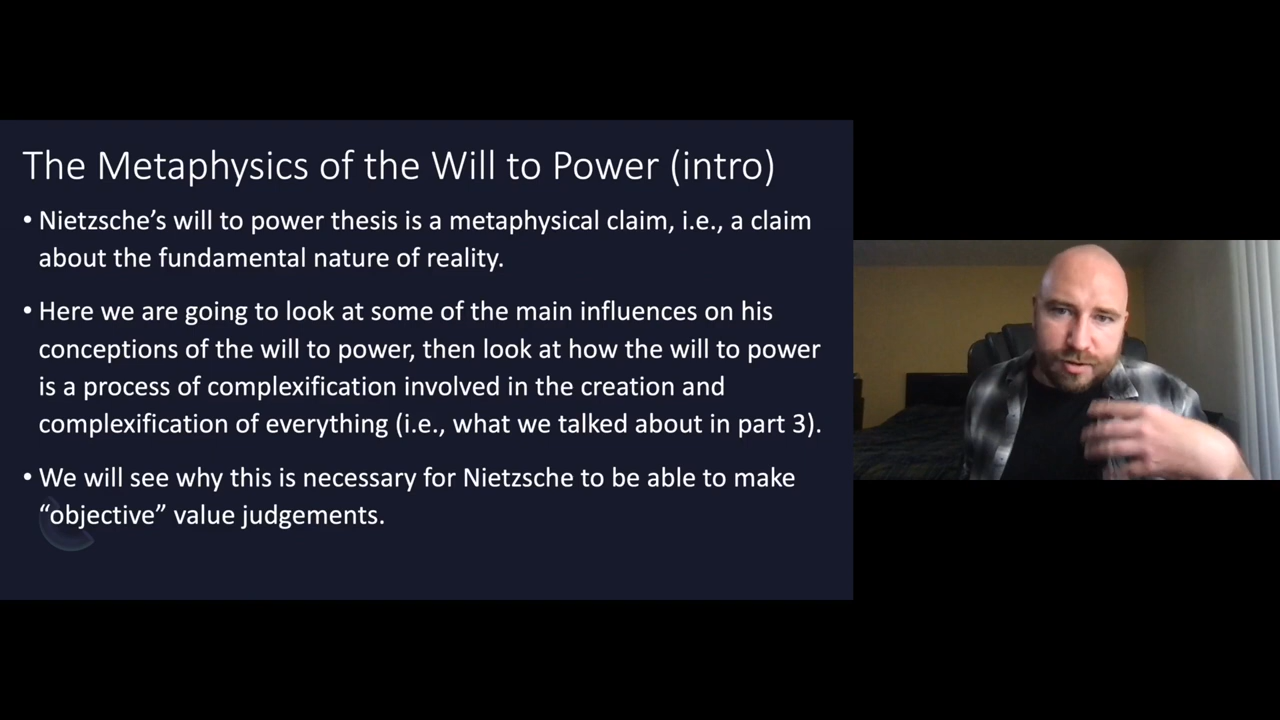 The Metaphysics of the Will to Power (intro)
• Nietzsche’s will to power thesis is a metaphysical claim, i.e., a claim
about the fundamental nature of reality.
• Here we are going to look at some of the main influences on his
conceptions of the will to power, then look at how the will to power
is a process of complexification involved in the creation and
complexification of everything (i.e., what we talked about in part 3).
• We will see why this is necessary for Nietzsche to be able to make
“objective” value judgements.